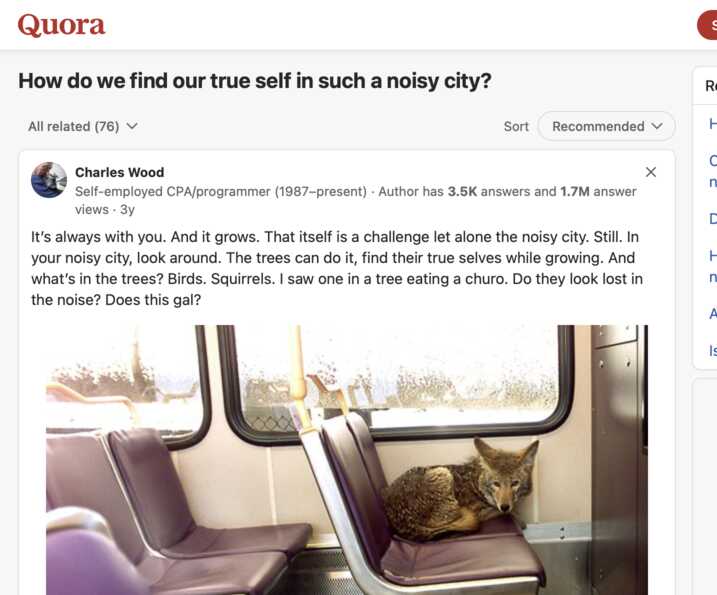 Quora
How do we find our true self in such a noisy city?
All related (76)
Sort
Recommended
Charles Wood
Self-employed CPA/programmer (1987–present) · Author has 3.5K answers and 1.7M answer
views · 3y
It's always with you. And it grows. That itself is a challenge let alone the noisy city. Still. In
your noisy city, look around. The trees can do it, find their true selves while growing. And
what's in the trees? Birds. Squirrels. I saw one in a tree eating a churo. Do they look lost in
the noise? Does this gal?